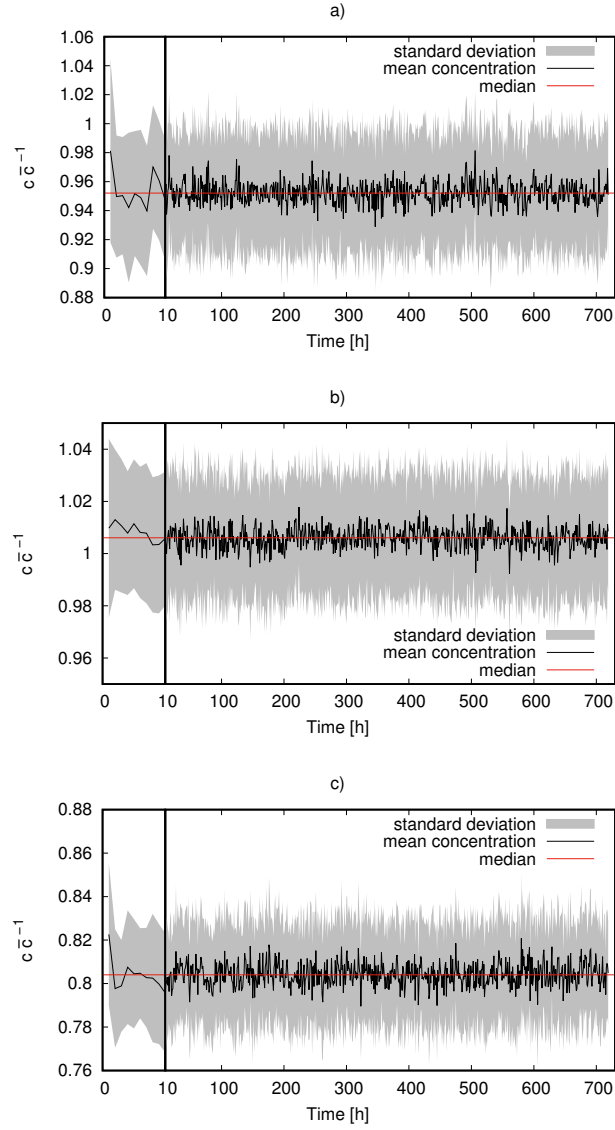 a)
1.06
1.04
1.02
1
0.98
0.96
0.94
0.92
0.9
0.88
c c̅ ⁻¹
standard deviation
mean concentration
median
0 10 100 200 300 400 500 600 700
Time [h]
b)
1.04
1.02
1
0.98
0.96
c c̅ ⁻¹
standard deviation
mean concentration
median
0 10 100 200 300 400 500 600 700
Time [h]
c)
0.88
0.86
0.84
0.82
0.8
0.78
0.76
c c̅ ⁻¹
standard deviation
mean concentration
median
0 10 100 200 300 400 500 600 700
Time [h]